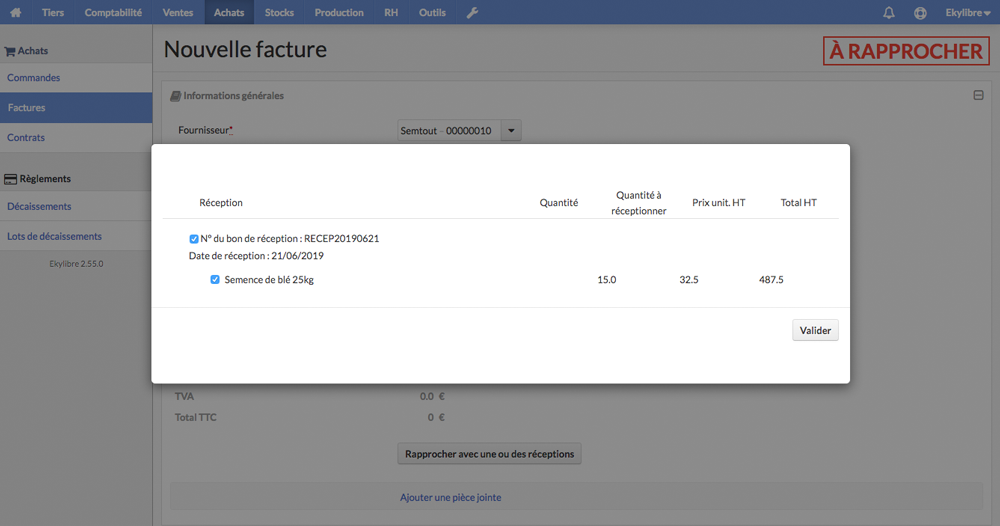 Tiers Comptabilité Ventes Achats Stocks Production RH Outils Ekylibre
Achats
Commandes
Factures
Contrats
Règlements
Décaissements
Lots de décaissements
Ekylibre 2.55.0
Nouvelle facture
À RAPPROCHER
Informations générales
Fournisseur* Semtout - 00000010
Réception Quantité Quantité à réceptionner Prix unit. HT Total HT
N° du bon de réception : RECEP20190621
Date de réception : 21/06/2019
Semence de blé 25kg 15.0 32.5 487.5
Valider
TVA 0.0 €
Total TTC 0 €
Rapprocher avec une ou des réceptions
Ajouter une pièce jointe